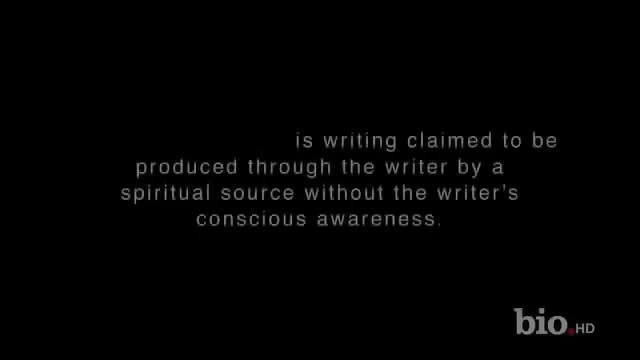 is writing claimed to be
produced through the writer by a
spiritual source without the writer's
conscious awareness.
bio.HD